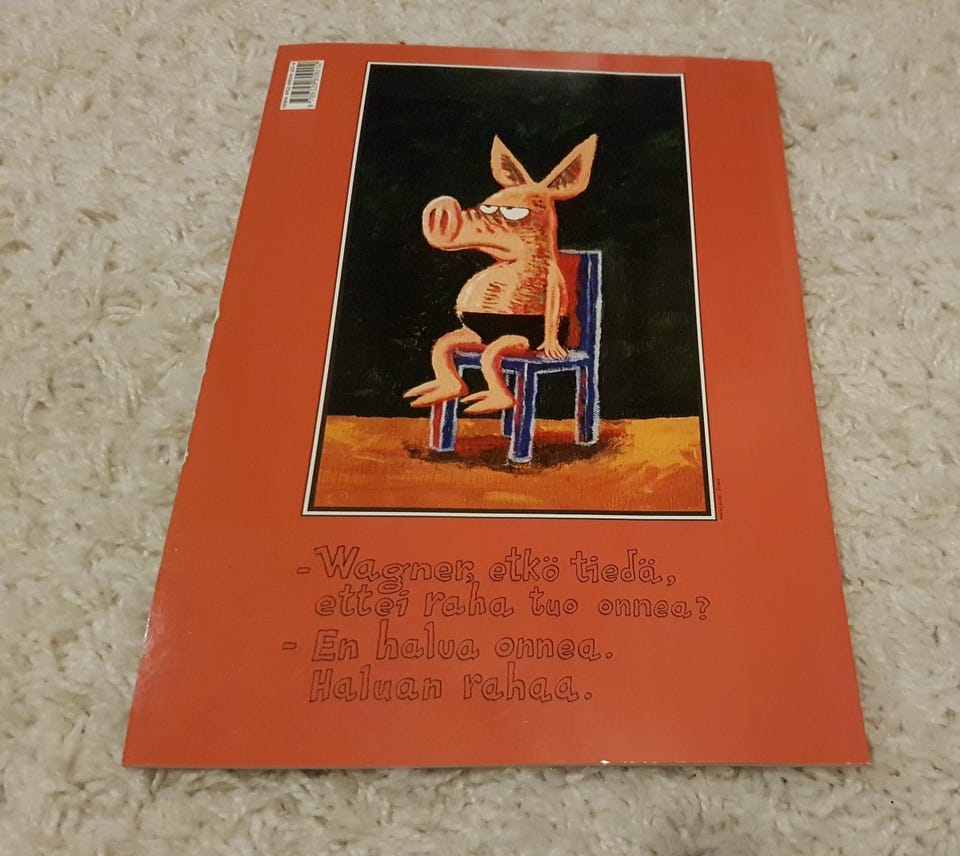 - Wagner, etkö tiedä,
ettei raha tuo onnea?
- En halua onnea.
Haluan rahaa.